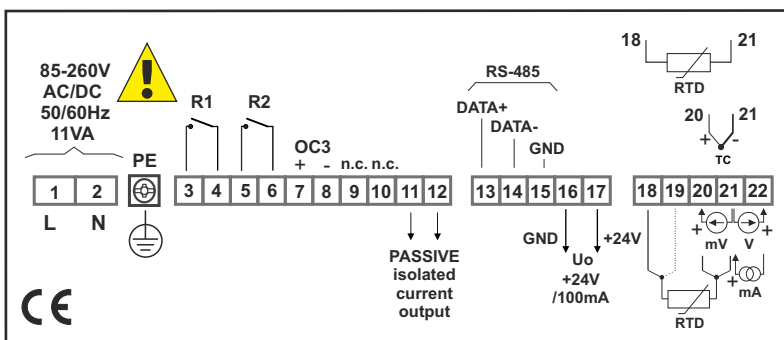 85-260V
AC/DC
50/60Hz
11VA
PE
R1
R2
OC3
+ - n.c. n.c.
RS-485
DATA+
DATA-
GND
18 21
RTD
20 21
+ -
TC
1 2
3 4 5 6 7 8 9 10 11 12
13 14 15 16 17
18 19 20 21 22
L N
PASSIVE
isolated
current
output
GND
+24V
Uo
+24V
/100mA
+ +
mV V
+
mA
RTD
CE
!